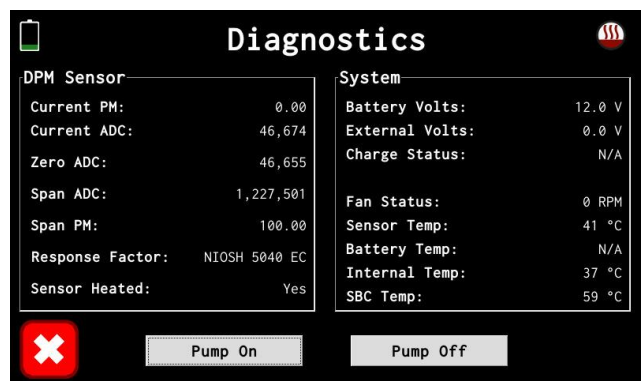 Diagnostics
DPM Sensor
Current PM: 0.00
Current ADC: 46,674
Zero ADC: 46,655
Span ADC: 1,227,501
Span PM: 100.00
Response Factor: NIOSH 5040 EC
Sensor Heated: Yes
System
Battery Volts: 12.0 V
External Volts: 0.0 V
Charge Status: N/A
Fan Status: 0 RPM
Sensor Temp: 41 °C
Battery Temp: N/A
Internal Temp: 37 °C
SBC Temp: 59 °C
Pump On
Pump Off